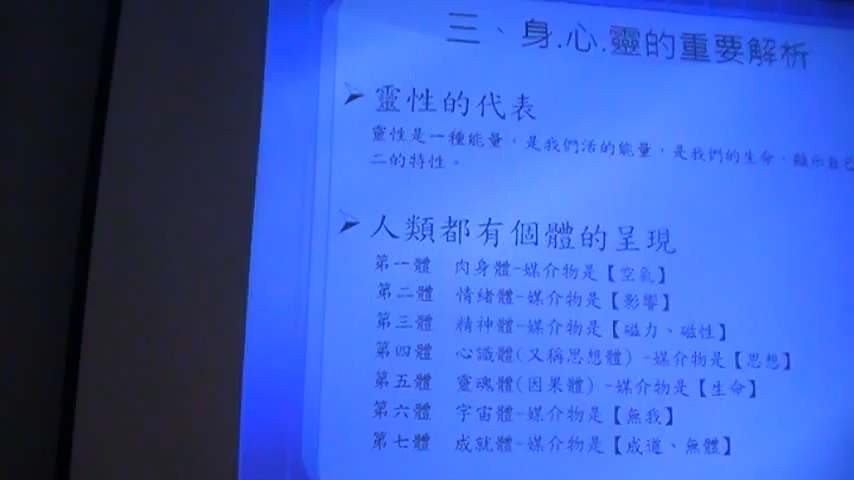 三、身.心.靈的重要解析
➢ 靈性的代表
靈性是一種能量，是我們活的能量，是我們的生命，顯示自己
二的特性。
➢ 人類都有個體的呈現
第一體 肉身體-媒介物是【空氣】
第二體 情緒體-媒介物是【影響】
第三體 精神體-媒介物是【磁力、磁性】
第四體 心識體(又稱思想體) -媒介物是【思想】
第五體 靈魂體(因果體) -媒介物是【生命】
第六體 宇宙體-媒介物是【無我】
第七體 成就體-媒介物是【成道、無體】